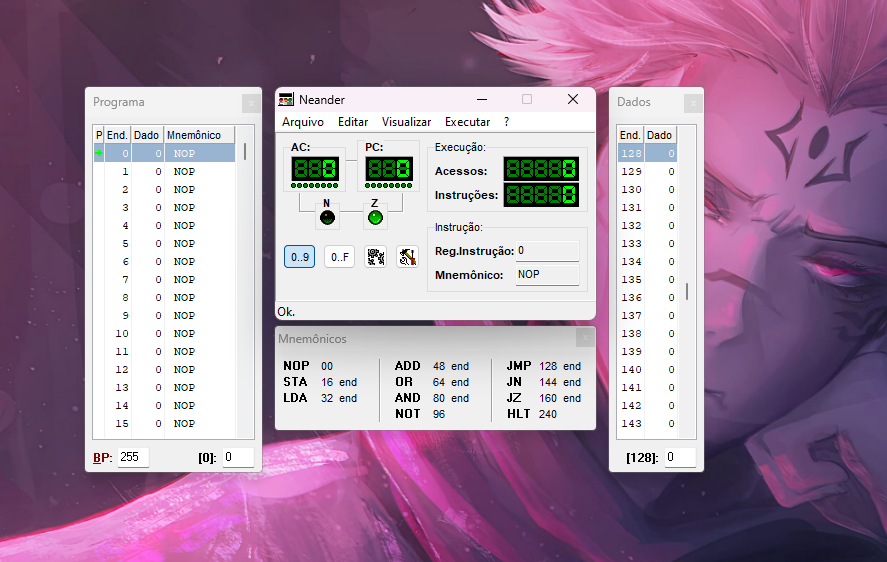 Programa
x
P End. Dado Mnemônico
0 0 NOP
1 0 NOP
2 0 NOP
3 0 NOP
4 0 NOP
5 0 NOP
6 0 NOP
7 0 NOP
8 0 NOP
9 0 NOP
10 0 NOP
11 0 NOP
12 0 NOP
13 0 NOP
14 0 NOP
15 0 NOP
BP: 255 [0]: 0
Neander
Arquivo Editar Visualizar Executar ?
AC: PC:
0 0
N Z
0..9 0..F
Execução:
Acessos: 0
Instruções: 0
Instrução:
Reg.Instrução: 0
Mnemônico: NOP
Ok.
Mnemônicos
x
NOP 00 ADD 48 end JMP 128 end
STA 16 end OR 64 end JN 144 end
LDA 32 end AND 80 end JZ 160 end
NOT 96 HLT 240
Dados
x
End. Dado
128 0
129 0
130 0
131 0
132 0
133 0
134 0
135 0
136 0
137 0
138 0
139 0
140 0
141 0
142 0
143 0
[128]: 0